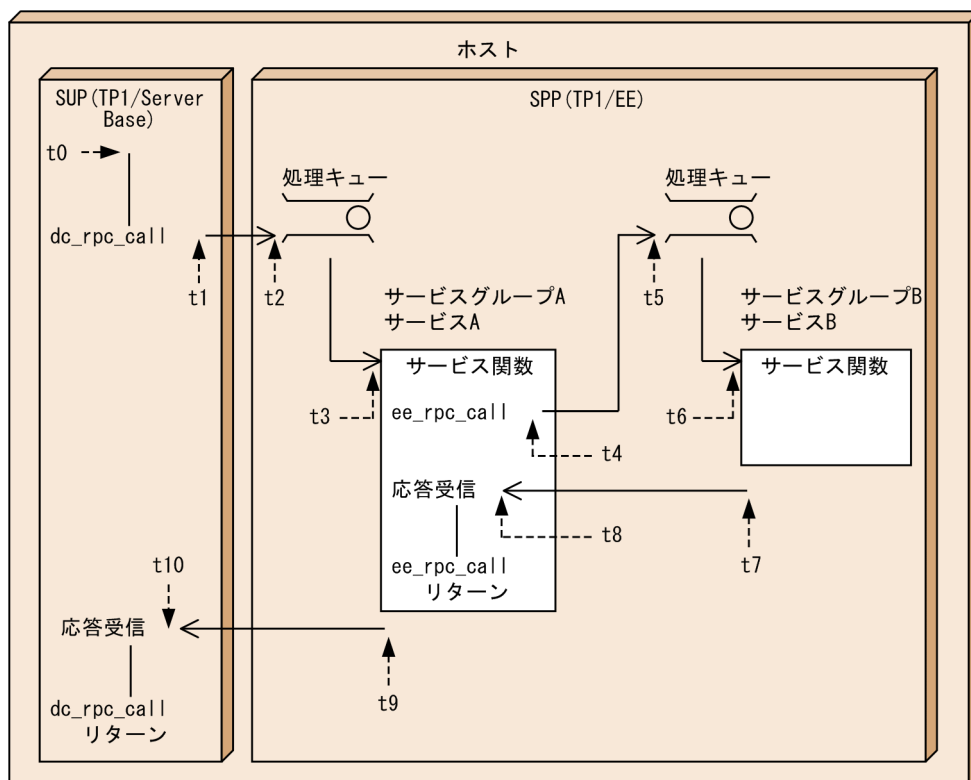 ホスト
SUP(TP1/Server
Base)
SPP(TP1/EE)
t0
処理キュー
処理キュー
dc_rpc_call
t1
t2
t5
サービスグループA
サービスA
サービスグループB
サービスB
サービス関数
サービス関数
t3
ee_rpc_call
t6
t4
応答受信
t8
t7
ee_rpc_call
リターン
t10
応答受信
t9
dc_rpc_call
リターン